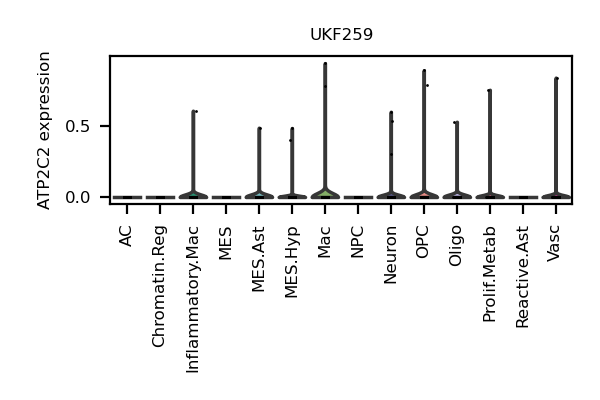 UKF259
ATP2C2 expression
0.5
0.0
AC
Chromatin.Reg
Inflammatory.Mac
MES
MES.Ast
MES.Hyp
Mac
NPC
Neuron
OPC
Oligo
Prolif.Metab
Reactive.Ast
Vasc